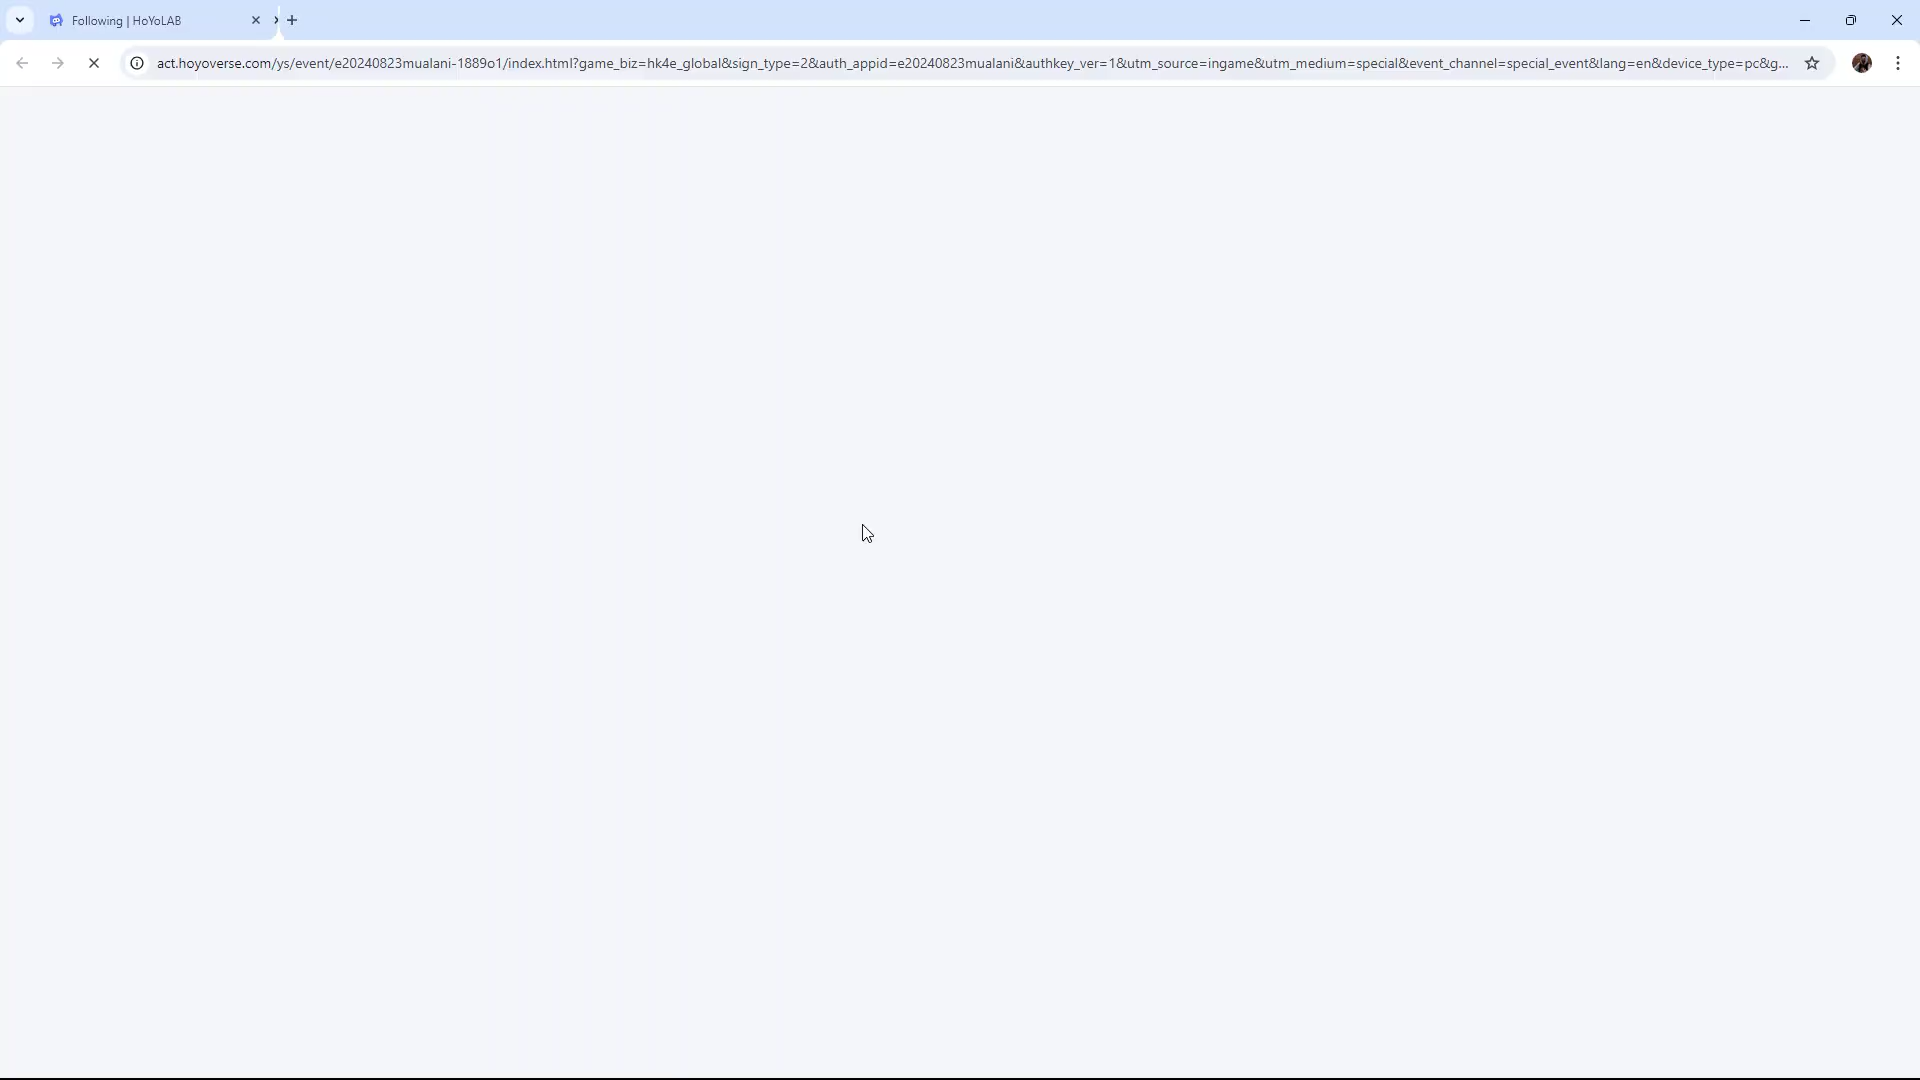 Following | HoYoLAB
act.hoyoverse.com/ys/event/e20240823mualani-1889o1/index.html?game_biz=hk4e_global&sign_type=2&auth_appid=e20240823mualani&authkey_ver=1&utm_source=ingame&utm_medium=special&event_channel=special_event&lang=en&device_type=pc&g...